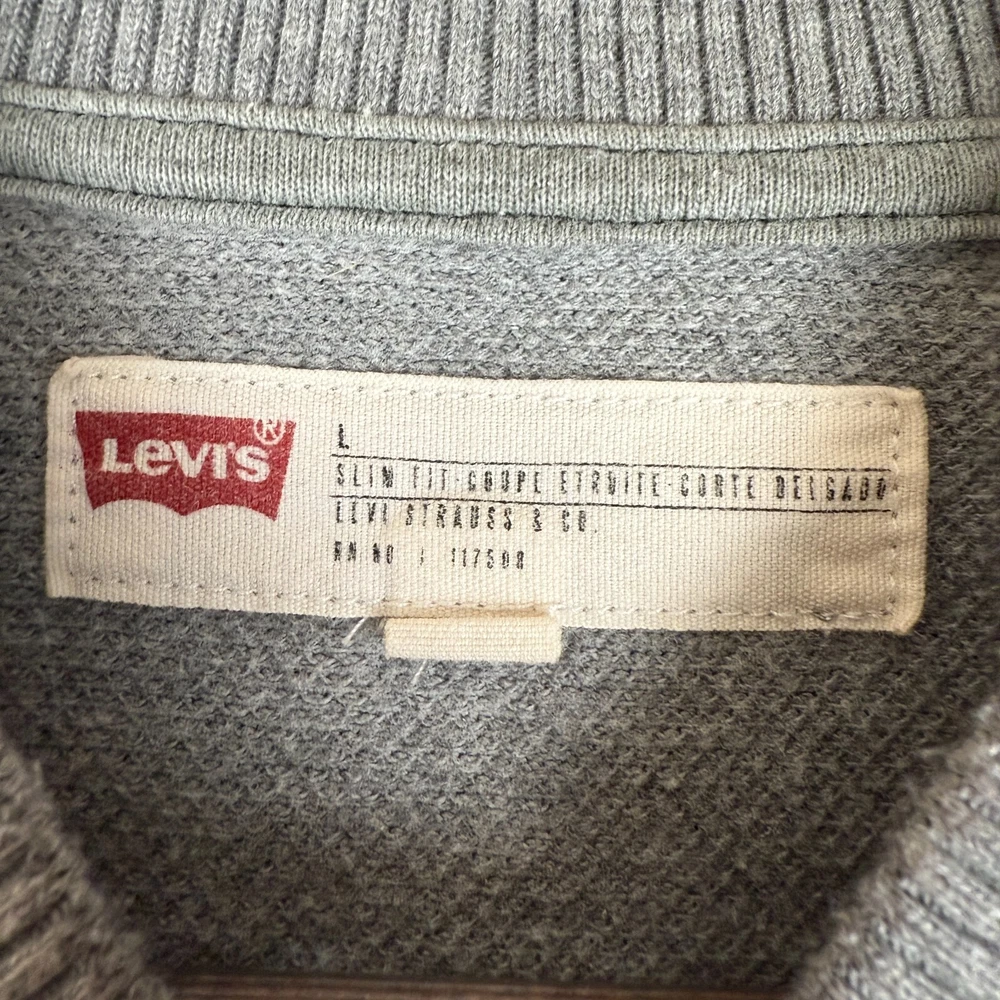 LEVI'S®
L
SLIM FIT·COUPE ETROITE·CORTE DELGADO
LEVI STRAUSS & CO.
RN NO | 117508